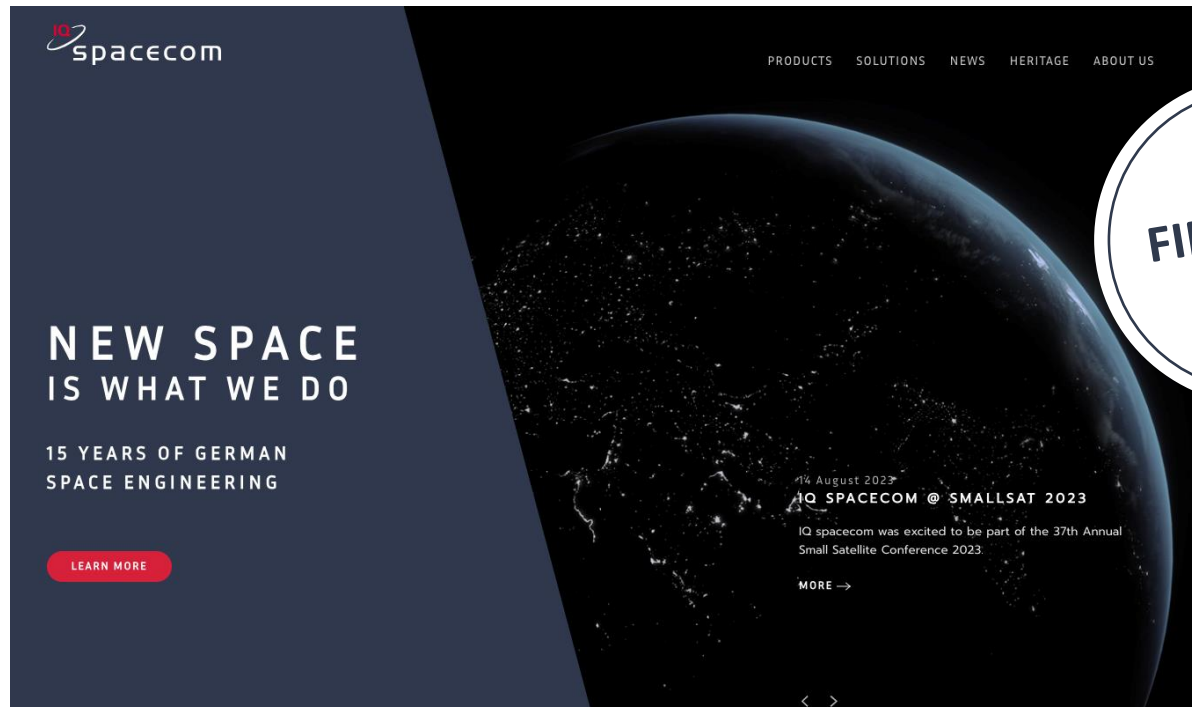 IQ
spacecom
PRODUCTS SOLUTIONS NEWS HERITAGE ABOUT US
NEW SPACE
IS WHAT WE DO
15 YEARS OF GERMAN
SPACE ENGINEERING
LEARN MORE
14 August 2023
IQ SPACECOM @ SMALLSAT 2023
IQ spacecom was excited to be part of the 37th Annual
Small Satellite Conference 2023.
MORE